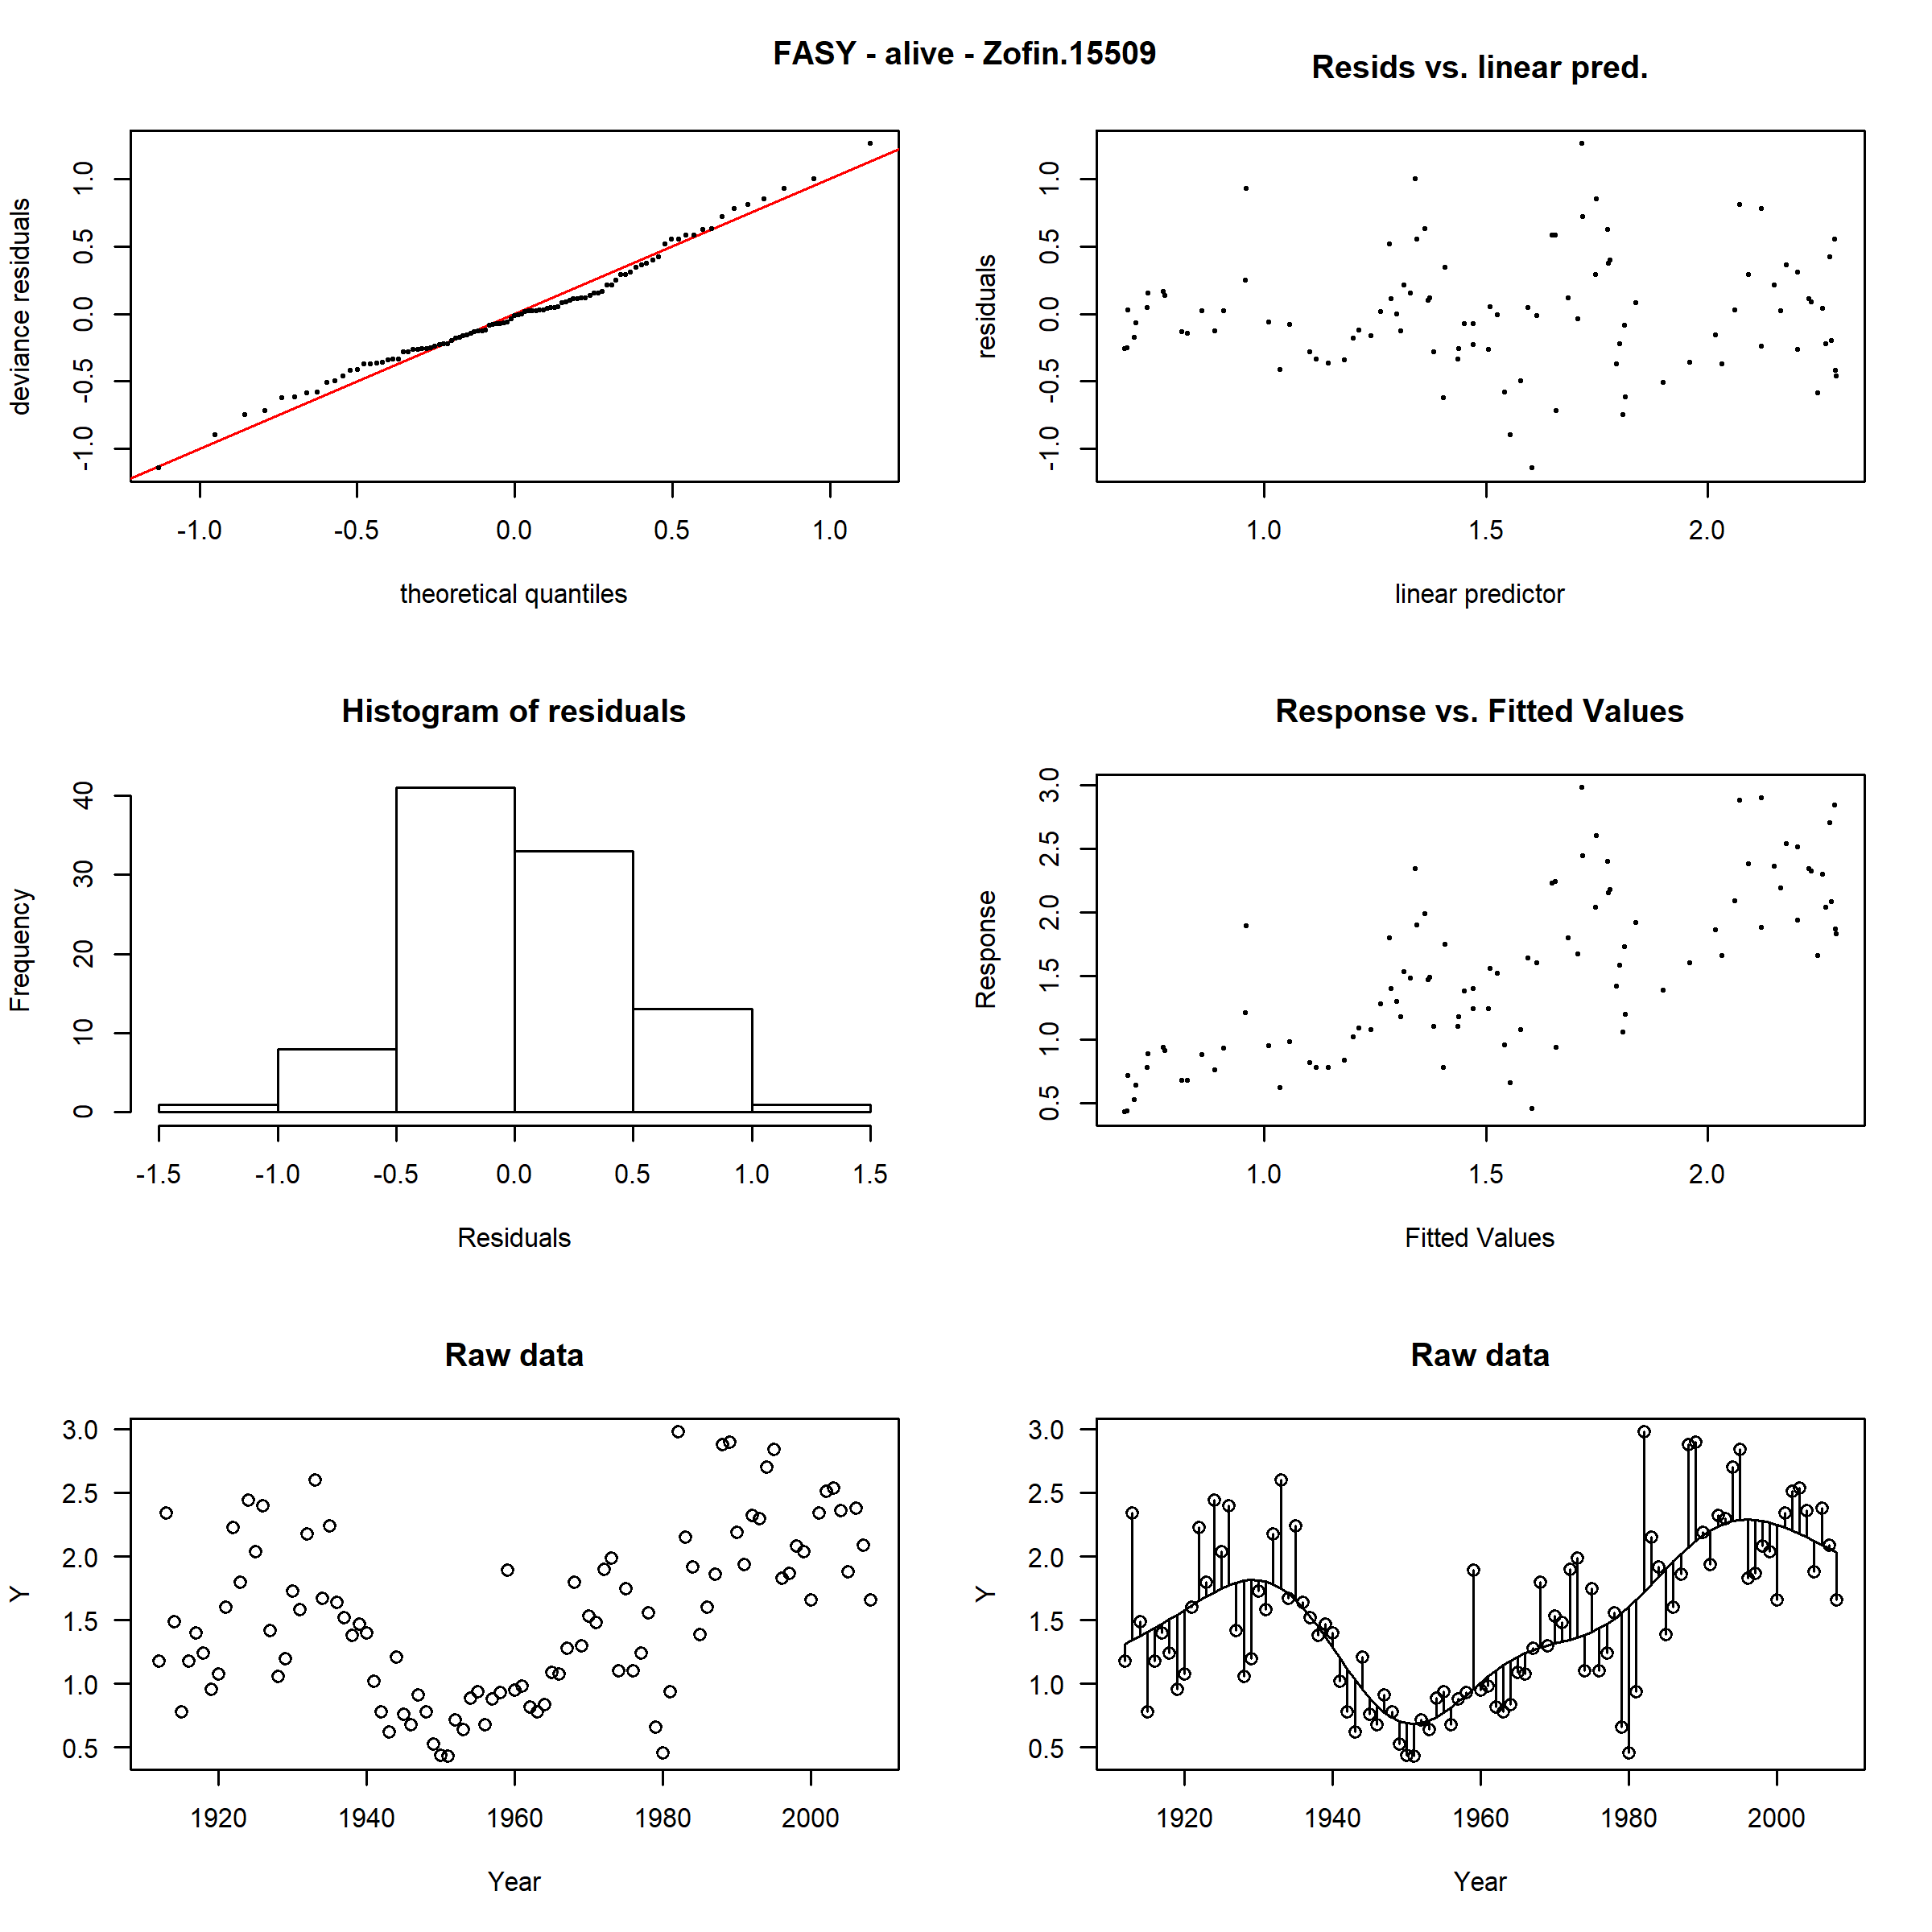 FASY - alive - Zofin.15509
Resids vs. linear pred.
deviance residuals
1.0
0.5
0.0
-0.5
-1.0
-1.0 -0.5 0.0 0.5 1.0
theoretical quantiles
residuals
1.0
0.5
0.0
-0.5
-1.0
1.0 1.5 2.0
linear predictor
Histogram of residuals
Frequency
40
30
20
10
0
-1.5 -1.0 -0.5 0.0 0.5 1.0 1.5
Residuals
Response vs. Fitted Values
Response
3.0
2.5
2.0
1.5
1.0
0.5
1.0 1.5 2.0
Fitted Values
Raw data
Y
3.0
2.5
2.0
1.5
1.0
0.5
1920 1940 1960 1980 2000
Year
Raw data
Y
3.0
2.5
2.0
1.5
1.0
0.5
1920 1940 1960 1980 2000
Year